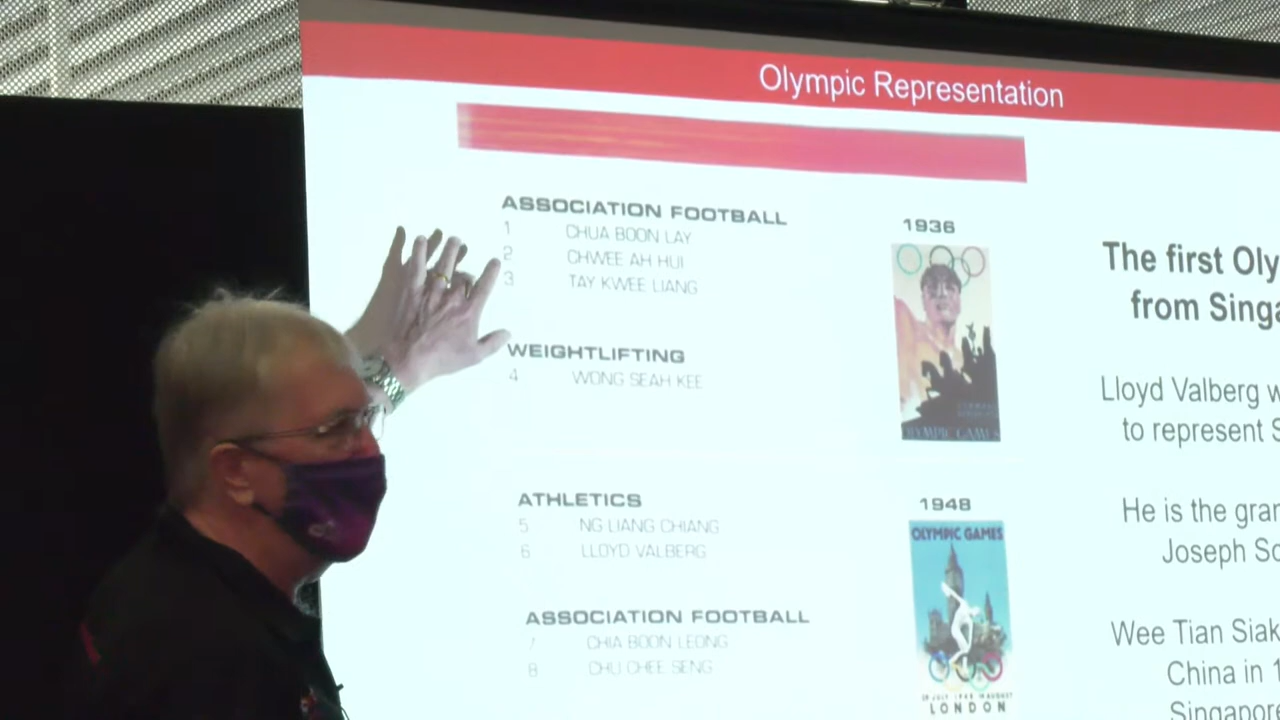 Olympic Representation
ASSOCIATION FOOTBALL
1 CHUA BOON LAY
2 CHWEE AH HUI
3 TAY KWEE LIANG
WEIGHTLIFTING
4 WONG SEAH KEE
1936
OLYMPIC GAMES
ATHLETICS
5 NG LIANG CHIANG
6 LLOYD VALBERG
ASSOCIATION FOOTBALL
7 CHIA BOON LEONG
8 CHU CHEE SENG
1948
OLYMPIC GAMES
LONDON
The first Oly
from Singa
Lloyd Valberg w
to represent S
He is the gran
Joseph Sc
Wee Tian Siak
China in 1
Singapore